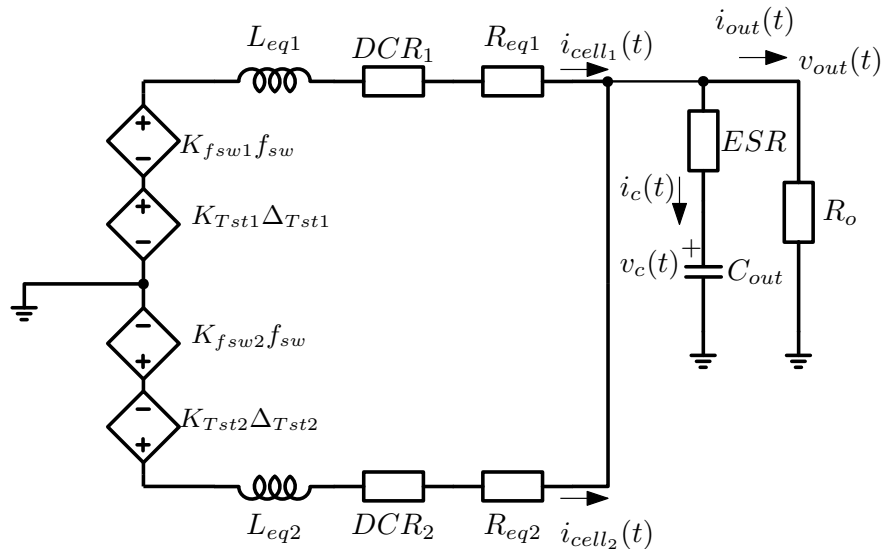 L_{eq1} DCR_1 R_{eq1} i_{cell_1}(t) i_{out}(t)
v_{out}(t)
+
−
K_{fsw1}f_{sw}
ESR
i_c(t)
+
−
K_{Tst1}Δ_{Tst1}
R_o
v_c(t) + C_{out}
−
+
K_{fsw2}f_{sw}
−
+
K_{Tst2}Δ_{Tst2}
L_{eq2} DCR_2 R_{eq2} i_{cell_2}(t)